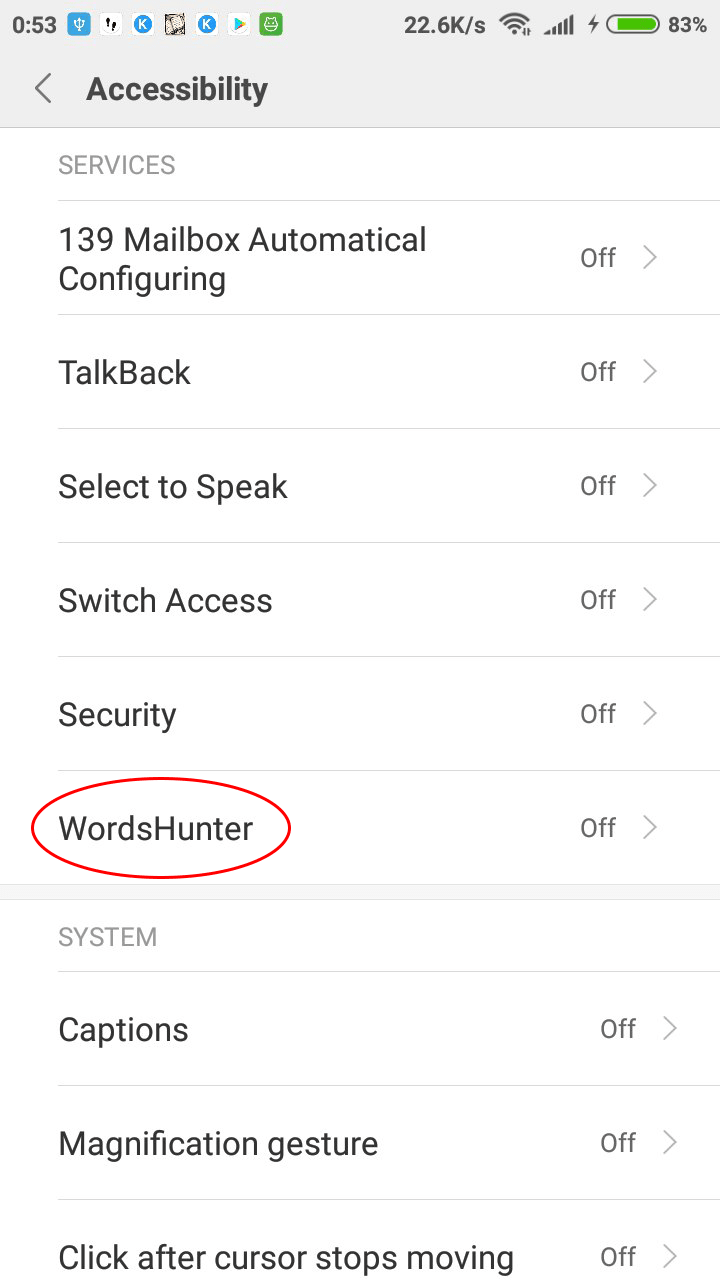 0:53 22.6K/s 83%
Accessibility
SERVICES
139 Mailbox Automatical
Configuring
Off
TalkBack Off
Select to Speak Off
Switch Access Off
Security Off
WordsHunter Off
SYSTEM
Captions Off
Magnification gesture Off
Click after cursor stops moving Off